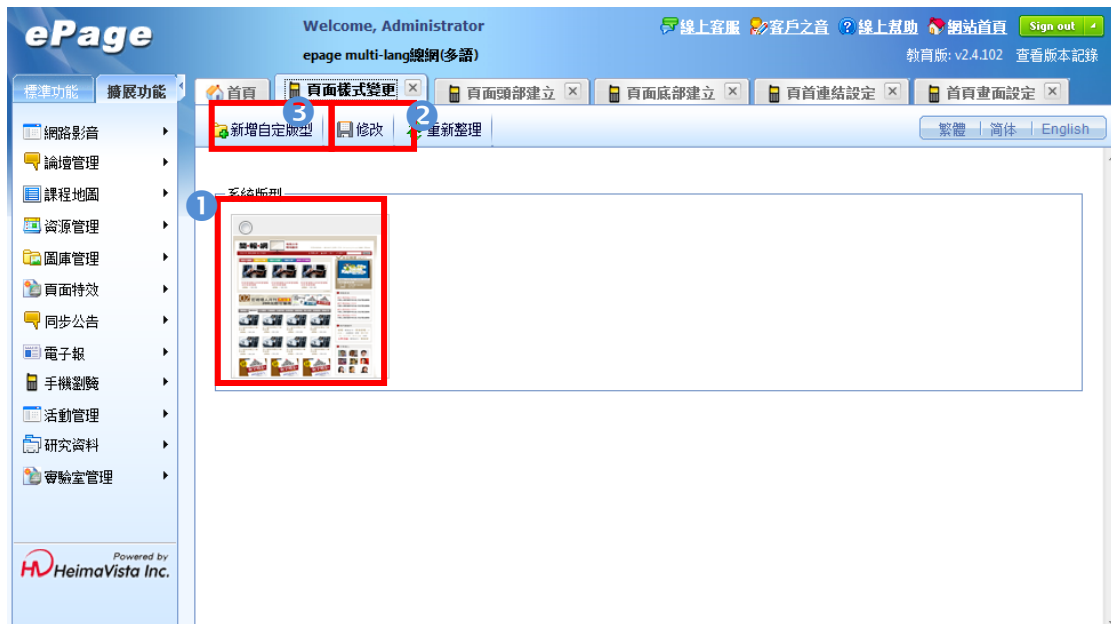 ePage
Welcome, Administrator
epage multi-lang總網(多語)
線上客服 客戶之音 線上幫助 網站首頁 Sign out
教育版: v2.4.102 查看版本記錄
標準功能 擴展功能
首頁 頁面樣式變更 頁面頭部建立 頁面底部建立 頁首連結設定 首頁畫面設定
3 2
新增自定版型 修改 重新整理
繁體 简体 English
網路影音
論壇管理
課程地圖
資源管理
圖庫管理
頁面特效
同步公告
電子報
手機瀏覽
活動管理
研究資料
實驗室管理
1
系統版型
Powered by
HeimaVista Inc.